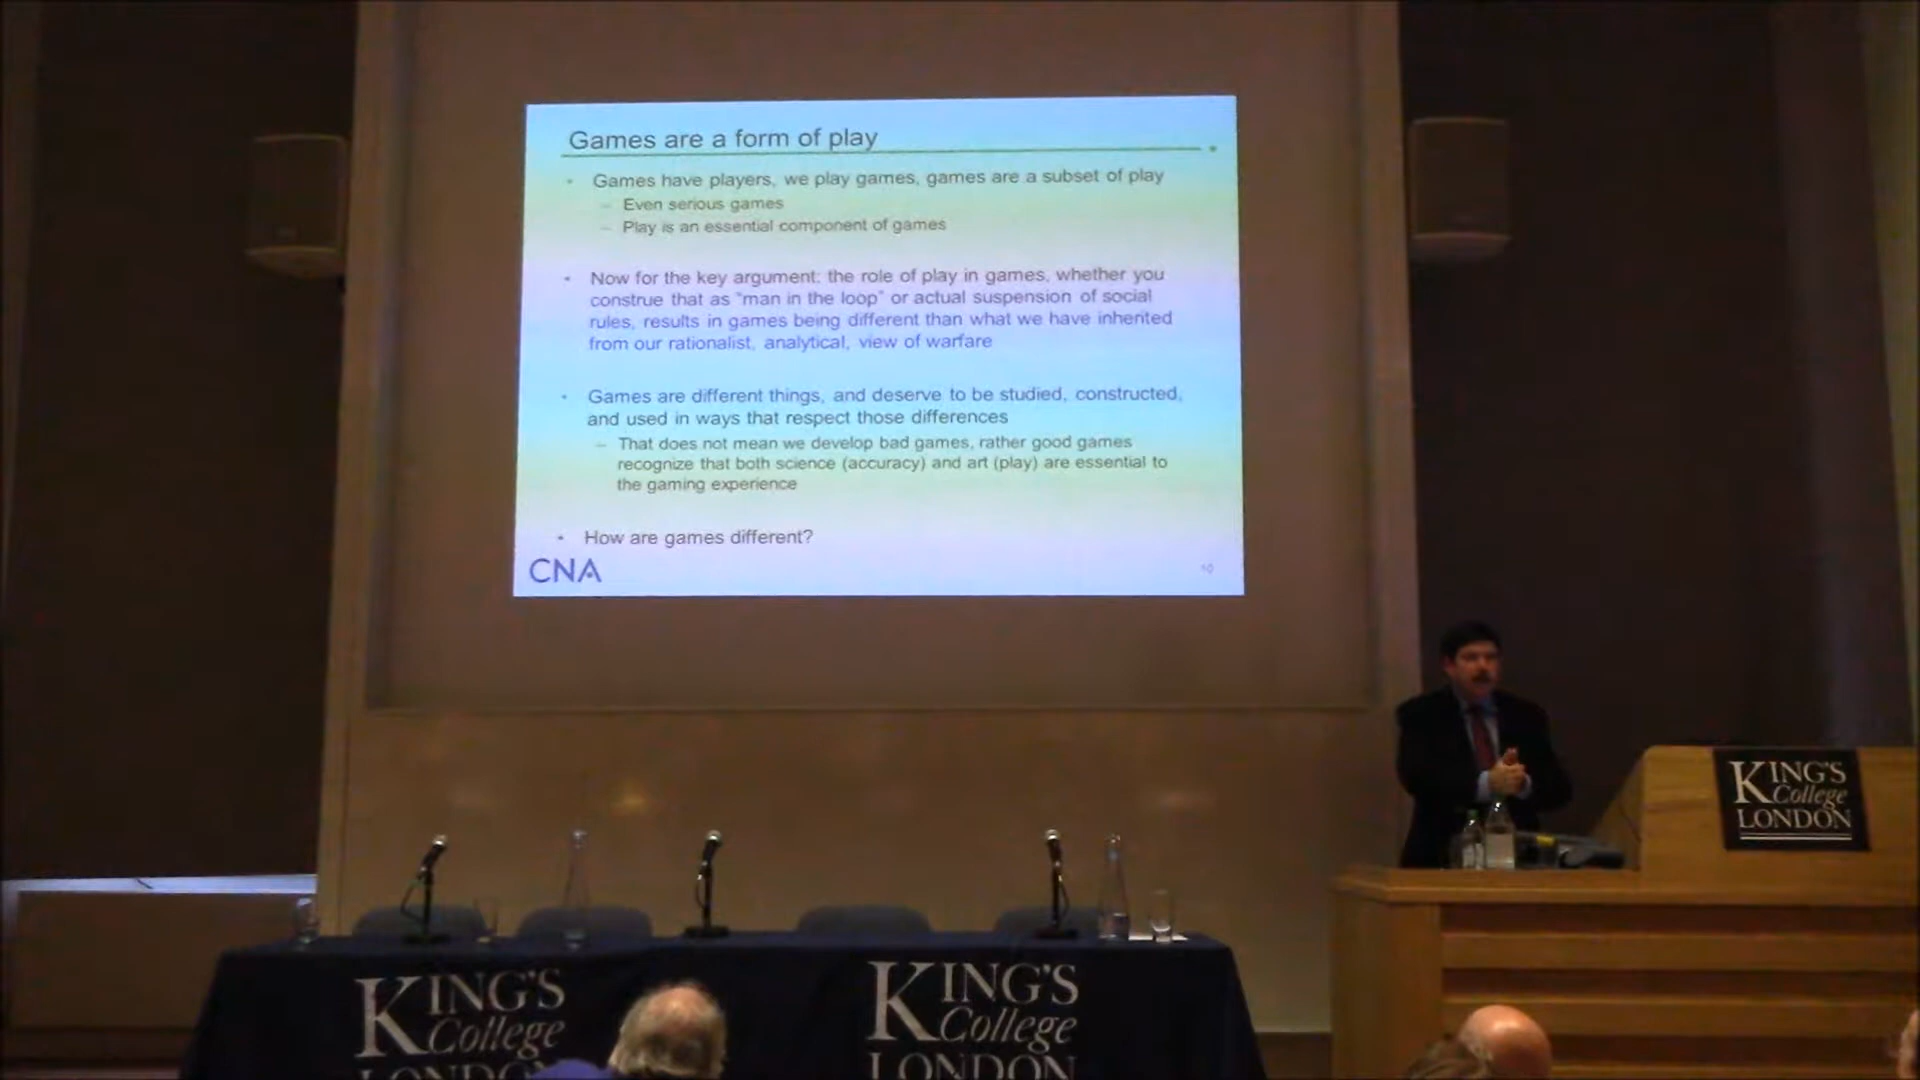 Games are a form of play
• Games have players, we play games, games are a subset of play
– Even serious games
– Play is an essential component of games
• Now for the key argument: the role of play in games, whether you
construe that as "man in the loop" or actual suspension of social
rules, results in games being different than what we have inherited
from our rationalist, analytical, view of warfare
• Games are different things, and deserve to be studied, constructed,
and used in ways that respect those differences
– That does not mean we develop bad games, rather good games
recognize that both science (accuracy) and art (play) are essential to
the gaming experience
• How are games different?
CNA
10
KING'S
College
LONDON
KING'S
College
LONDON
KING'S
College
LONDON